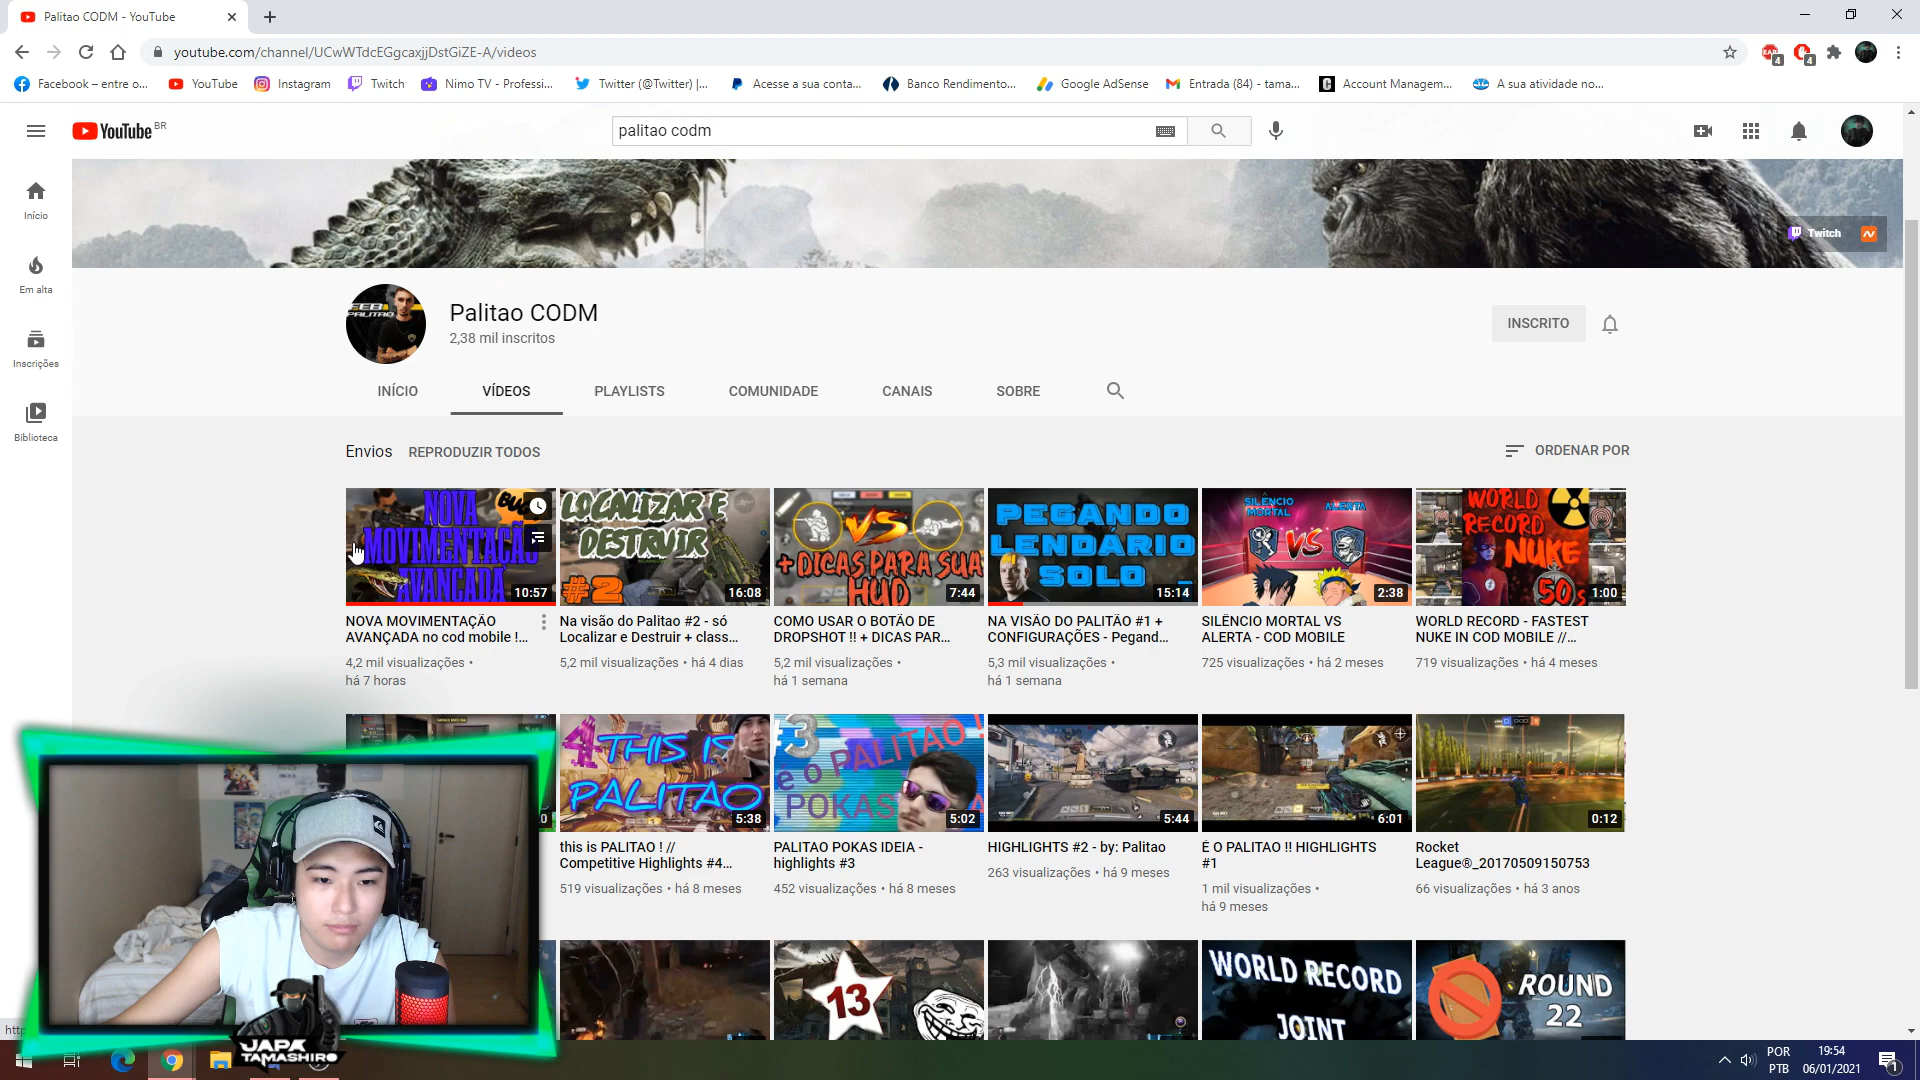 Palitao CODM - YouTube
youtube.com/channel/UCwWTdcEGgcaxjjDstGiZE-A/videos
4
4
Facebook – entre o...
YouTube
Instagram
Twitch
Nimo TV - Professi...
Twitter (@Twitter) |...
Acesse a sua conta...
Banco Rendimento...
Google AdSense
Entrada (84) - tama...
Account Managem...
A sua atividade no...
YouTube BR
palitao codm
Início
Em alta
Inscrições
Biblioteca
Twitch
FEB
PALITAO
Palitao CODM
2,38 mil inscritos
INSCRITO
INÍCIO
VÍDEOS
PLAYLISTS
COMUNIDADE
CANAIS
SOBRE
Envios
REPRODUZIR TODOS
ORDENAR POR
NOVA
MOVIMENTAÇÃO
AVANÇADA
10:57
LOCALIZAR E
DESTRUIR
#2
16:08
VS
+DICAS PARA SUA
HUD
7:44
PEGANDO
LENDÁRIO
SOLO
15:14
SILÊNCIO
MORTAL
ALERTA
VS
2:38
WORLD
RECORD
NUKE
50s
1:00
NOVA MOVIMENTAÇÃO
AVANÇADA no cod mobile !...
4,2 mil visualizações •
há 7 horas
Na visão do Palitao #2 - só
Localizar e Destruir + class...
5,2 mil visualizações • há 4 dias
COMO USAR O BOTÃO DE
DROPSHOT !! + DICAS PAR...
5,2 mil visualizações •
há 1 semana
NA VISÃO DO PALITÃO #1 +
CONFIGURAÇÕES - Pegand...
5,3 mil visualizações •
há 1 semana
SILÊNCIO MORTAL VS
ALERTA - COD MOBILE
725 visualizações • há 2 meses
WORLD RECORD - FASTEST
NUKE IN COD MOBILE //...
719 visualizações • há 4 meses
0
4 THIS IS
PALITAO
5:38
3
é o PALITAO !
POKAS
5:02
5:44
6:01
0:12
this is PALITAO ! //
Competitive Highlights #4...
519 visualizações • há 8 meses
PALITAO POKAS IDEIA -
highlights #3
452 visualizações • há 8 meses
HIGHLIGHTS #2 - by: Palitao
263 visualizações • há 9 meses
É O PALITAO !! HIGHLIGHTS
#1
1 mil visualizações •
há 9 meses
Rocket
League®_20170509150753
66 visualizações • há 3 anos
13
WORLD RECORD
JOINT
ROUND
22
http
JAPA
TAMASHIRO
POR
PTB
19:54
06/01/2021
1